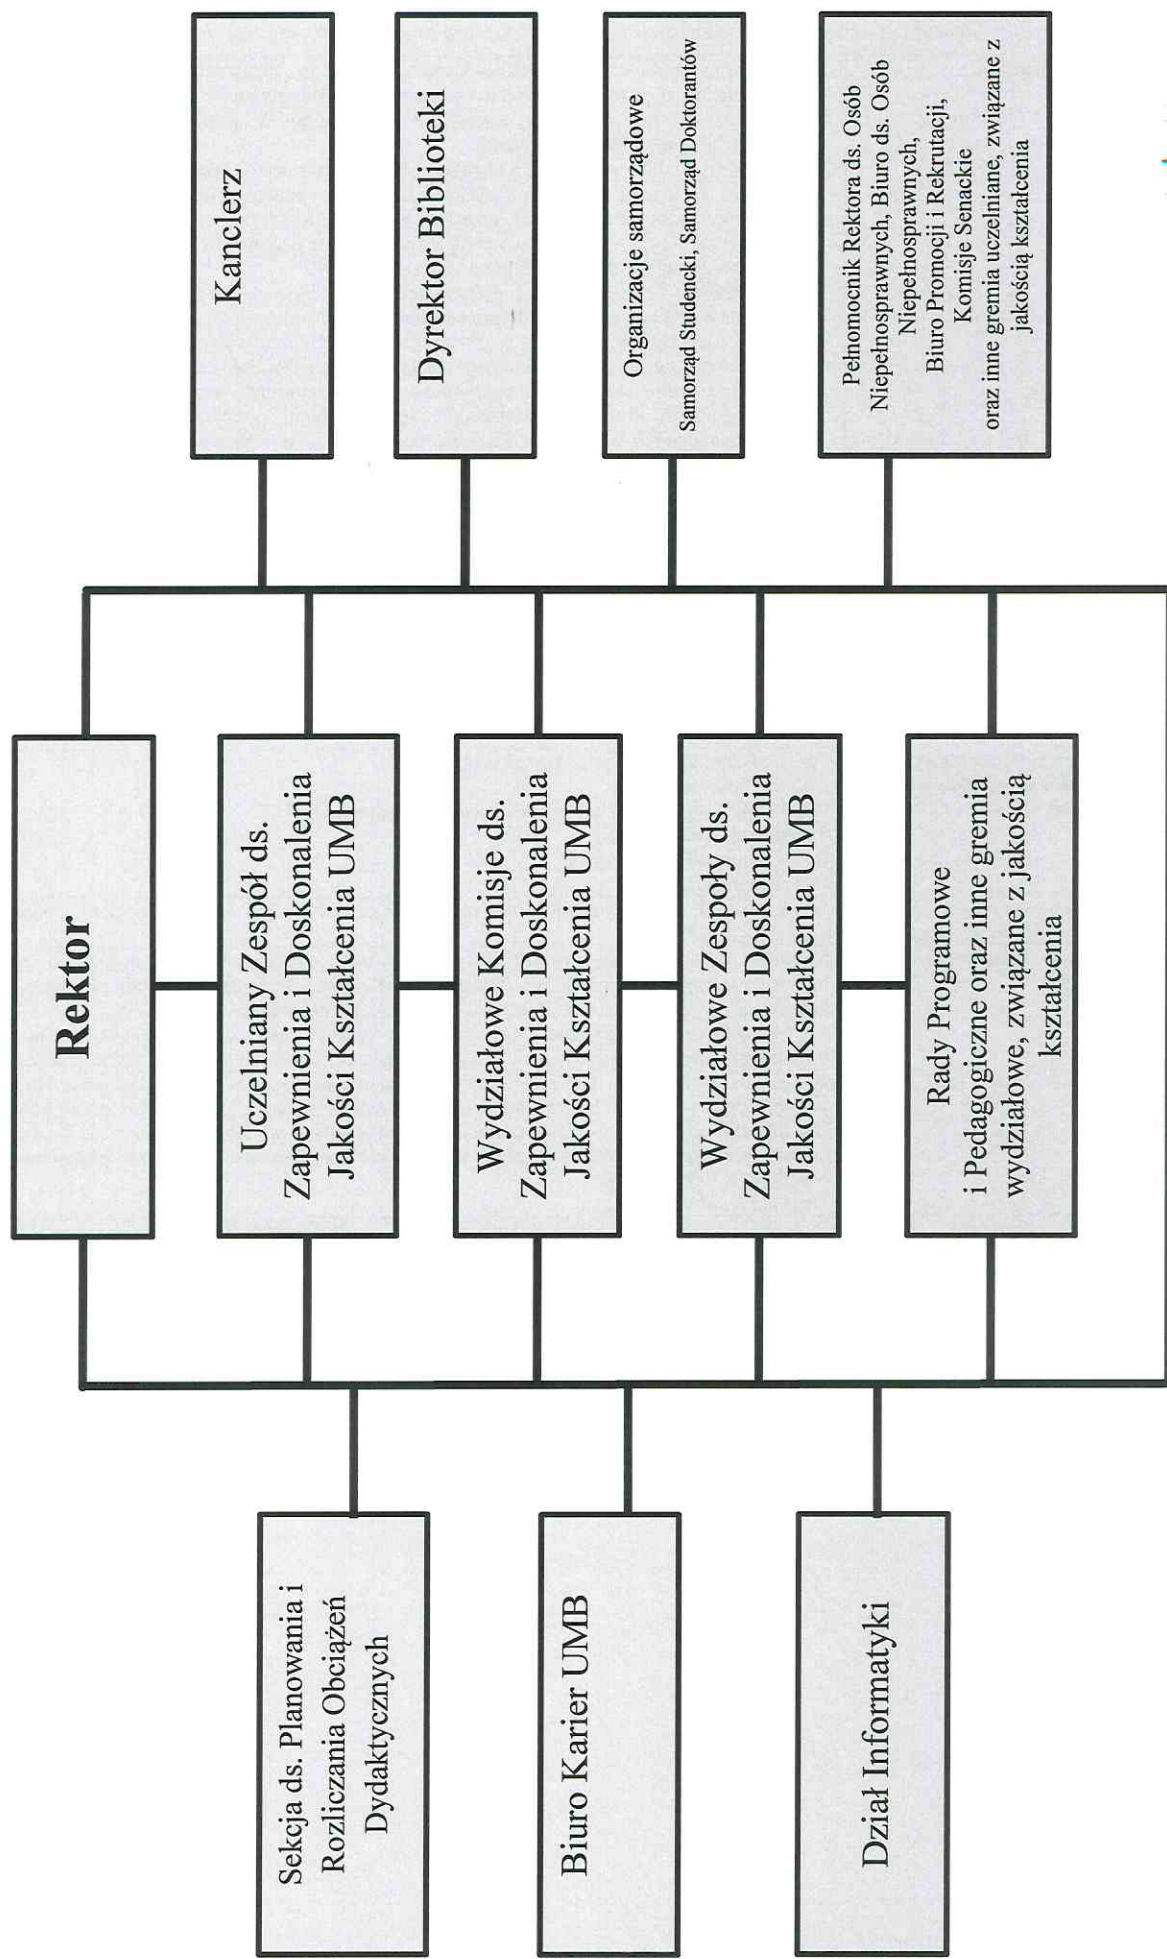 Rektor
Uczelniany Zespół ds.
Zapewnienia i Doskonalenia
Jakości Kształcenia UMB
Wydziałowe Komisje ds.
Zapewnienia i Doskonalenia
Jakości Kształcenia UMB
Wydziałowe Zespoły ds.
Zapewnienia i Doskonalenia
Jakości Kształcenia UMB
Rady Programowe
i Pedagogiczne oraz inne gremia
wydziałowe, związane z jakością
kształcenia
Sekcja ds. Planowania i
Rozliczania Obciążeń
Dydaktycznych
Biuro Karier UMB
Dział Informatyki
Kanclerz
Dyrektor Biblioteki
Organizacje samorządowe
Samorząd Studencki, Samorząd Doktorantów
Pełnomocnik Rektora ds. Osób
Niepełnosprawnych, Biuro ds. Osób
Niepełnosprawnych,
Biuro Promocji i Rekrutacji,
Komisje Senackie
oraz inne gremia uczelniane, związane z
jakością kształcenia